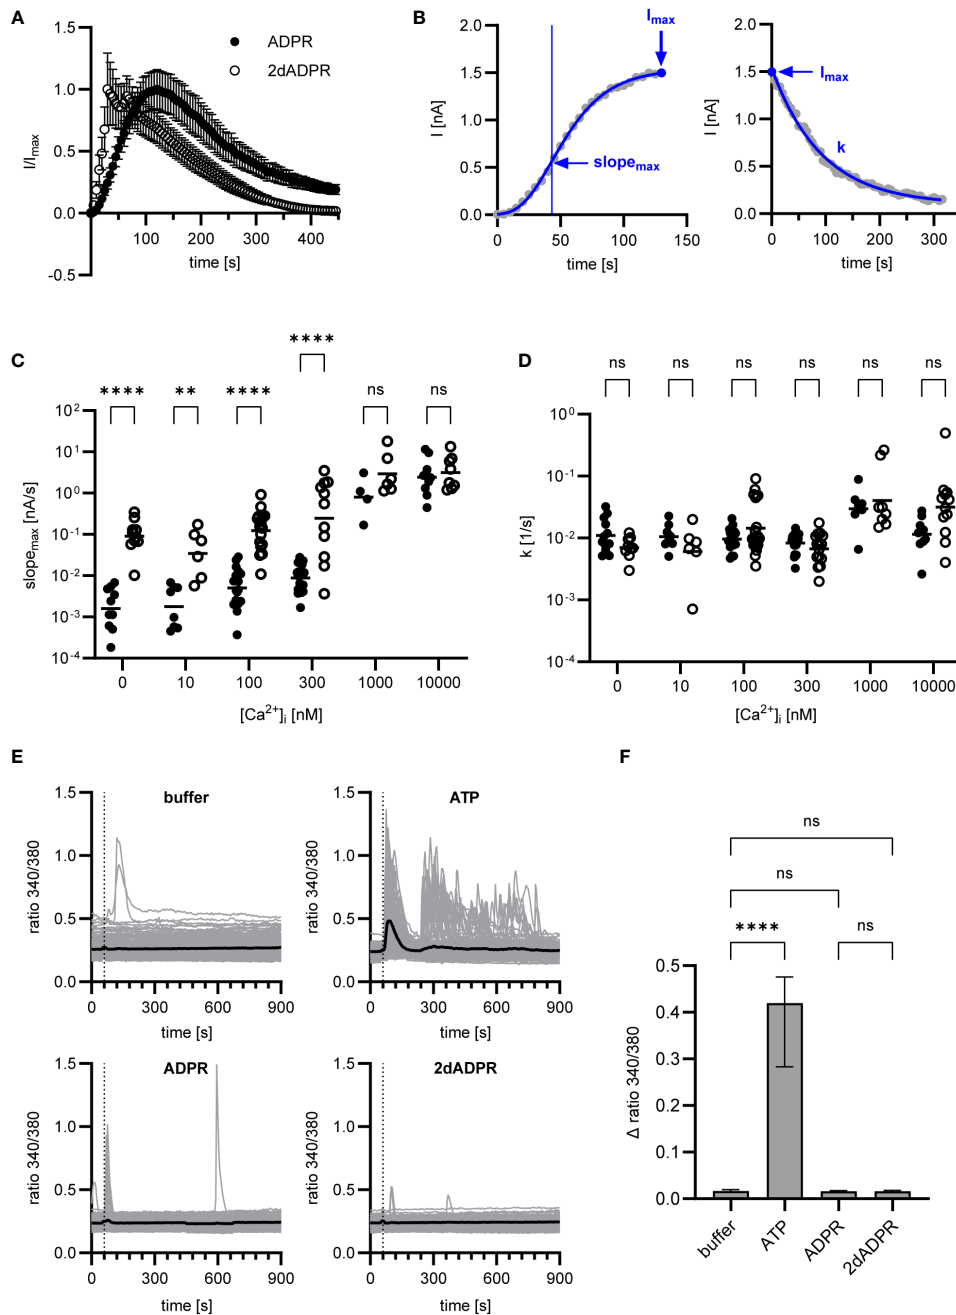 A
1.5
1.0
0.5
0.0
-0.5
I/Imax
100 200 300 400
time [s]
ADPR
2dADPR
B
2.0
1.5
1.0
0.5
0.0
I [nA]
0 50 100 150
time [s]
Imax
slopemax
2.0
1.5
1.0
0.5
0.0
I [nA]
0 100 200 300
time [s]
Imax
k
C
**** ** **** **** ns ns
10²
10¹
10⁰
10⁻¹
10⁻²
10⁻³
10⁻⁴
slopemax [nA/s]
0 10 100 300 1000 10000
[Ca²⁺]i [nM]
D
ns ns ns ns ns ns
10⁰
10⁻¹
10⁻²
10⁻³
10⁻⁴
k [1/s]
0 10 100 300 1000 10000
[Ca²⁺]i [nM]
E
buffer
1.5
1.0
0.5
0.0
ratio 340/380
0 300 600 900
time [s]
ATP
1.5
1.0
0.5
0.0
ratio 340/380
0 300 600 900
time [s]
ADPR
1.5
1.0
0.5
0.0
ratio 340/380
0 300 600 900
time [s]
2dADPR
1.5
1.0
0.5
0.0
ratio 340/380
0 300 600 900
time [s]
F
ns
ns
**** ns
0.5
0.4
0.3
0.2
0.1
0.0
Δ ratio 340/380
buffer ATP ADPR 2dADPR